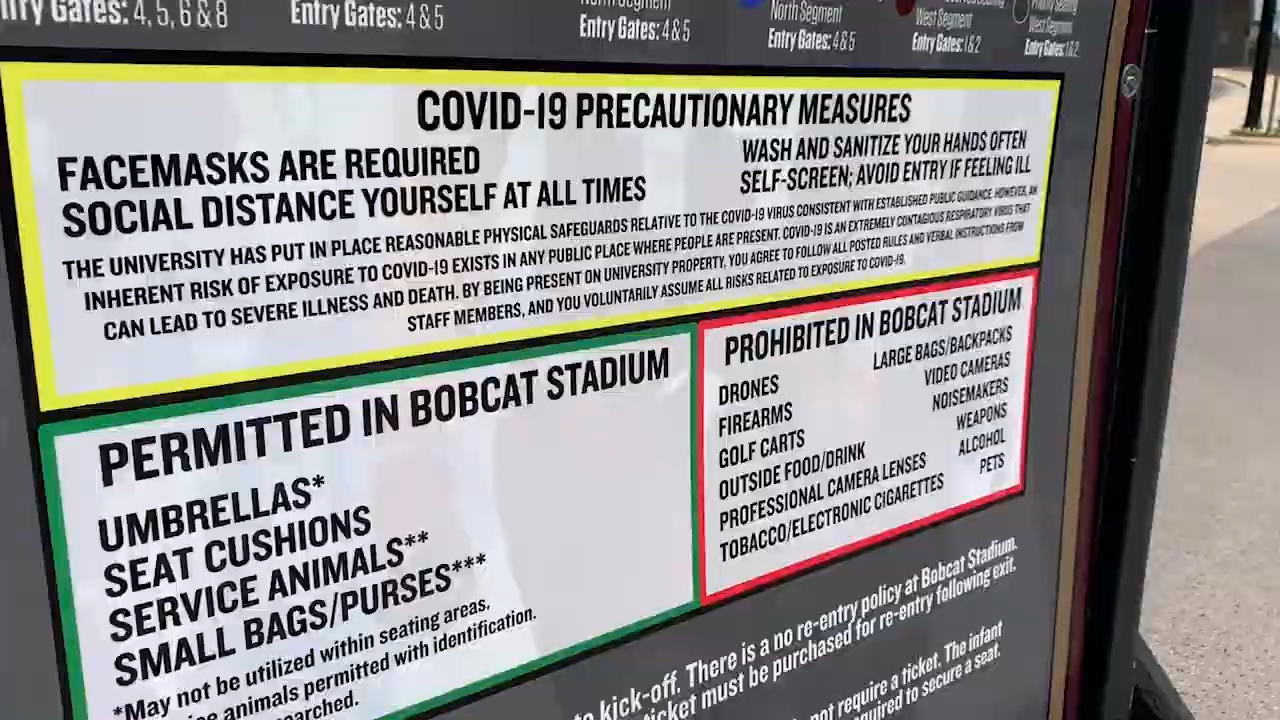 Entry Gates: 4, 5, 6 & 8
Entry Gates: 4 & 5
North Segment
Entry Gates: 4 & 5
North Segment
Entry Gates: 4 & 5
West Segment
Entry Gates: 1 & 2
West Segment
Entry Gates: 1 & 2
COVID-19 PRECAUTIONARY MEASURES
FACEMASKS ARE REQUIRED
SOCIAL DISTANCE YOURSELF AT ALL TIMES
WASH AND SANITIZE YOUR HANDS OFTEN
SELF-SCREEN; AVOID ENTRY IF FEELING ILL
THE UNIVERSITY HAS PUT IN PLACE REASONABLE PHYSICAL SAFEGUARDS RELATIVE TO THE COVID-19 VIRUS CONSISTENT WITH ESTABLISHED PUBLIC GUIDANCE. HOWEVER, AN
INHERENT RISK OF EXPOSURE TO COVID-19 EXISTS IN ANY PUBLIC PLACE WHERE PEOPLE ARE PRESENT. COVID-19 IS AN EXTREMELY CONTAGIOUS RESPIRATORY VIRUS THAT
CAN LEAD TO SEVERE ILLNESS AND DEATH. BY BEING PRESENT ON UNIVERSITY PROPERTY, YOU AGREE TO FOLLOW ALL POSTED RULES AND VERBAL INSTRUCTIONS FROM
STAFF MEMBERS, AND YOU VOLUNTARILY ASSUME ALL RISKS RELATED TO EXPOSURE TO COVID-19.
PERMITTED IN BOBCAT STADIUM
UMBRELLAS*
SEAT CUSHIONS
SERVICE ANIMALS**
SMALL BAGS/PURSES***
*May not be utilized within seating areas.
animals permitted with identification.
PROHIBITED IN BOBCAT STADIUM
DRONES
FIREARMS
GOLF CARTS
OUTSIDE FOOD/DRINK
PROFESSIONAL CAMERA LENSES
TOBACCO/ELECTRONIC CIGARETTES
LARGE BAGS/BACKPACKS
VIDEO CAMERAS
NOISEMAKERS
WEAPONS
ALCOHOL
PETS
to kick-off. There is a no re-entry policy at Bobcat Stadium.
ticket must be purchased for re-entry following exit.
not require a ticket. The infant
required to secure a seat.